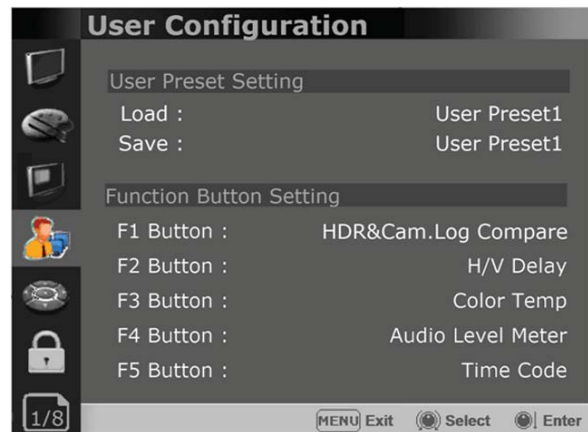 User Configuration
User Preset Setting
Load : User Preset1
Save : User Preset1
Function Button Setting
F1 Button : HDR&Cam.Log Compare
F2 Button : H/V Delay
F3 Button : Color Temp
F4 Button : Audio Level Meter
F5 Button : Time Code
1/8 MENU Exit Select Enter